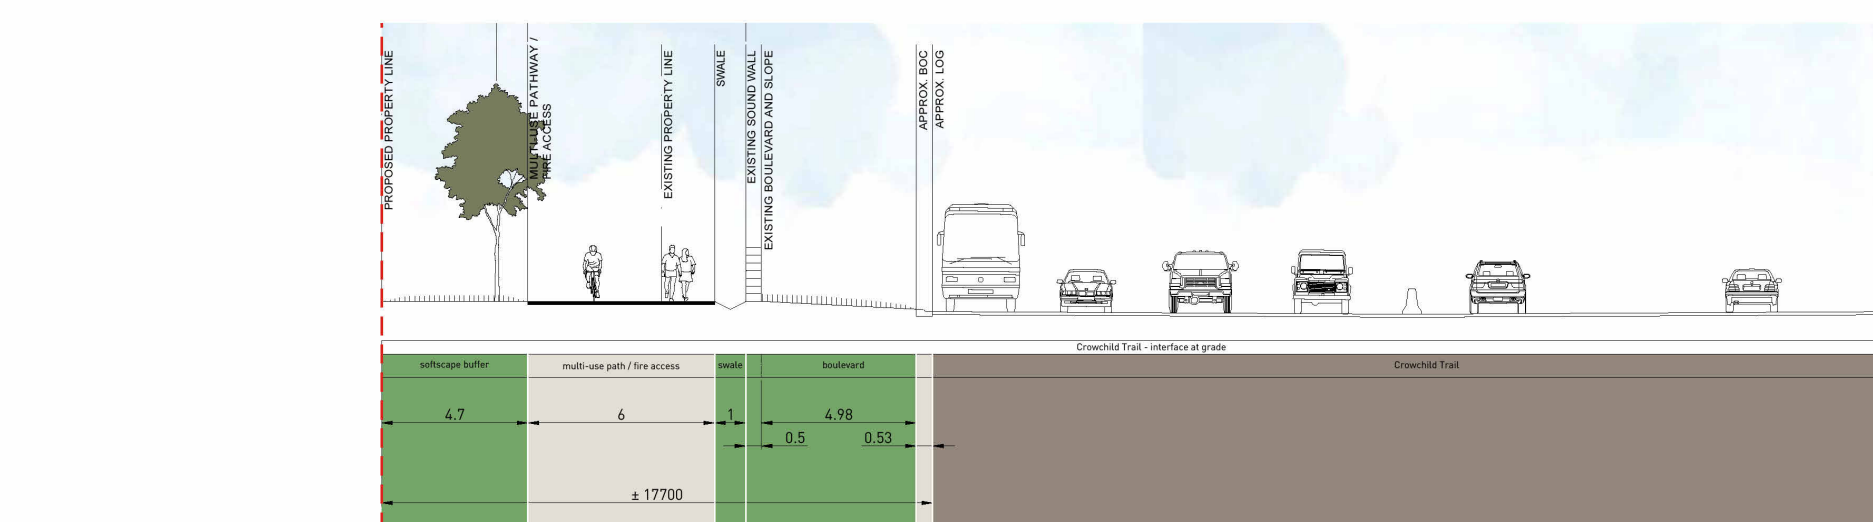 PROPOSED PROPERTY LINE
MULTI-USE PATHWAY /
FIRE ACCESS
EXISTING PROPERTY LINE
SWALE
EXISTING SOUND WALL
EXISTING BOULEVARD AND SLOPE
APPROX. BOC
APPROX. LOG
Crowchild Trail - interface at grade
softscape buffer
multi-use path / fire access
swale
boulevard
Crowchild Trail
4.7
6
1
4.98
0.5
0.53
± 17700